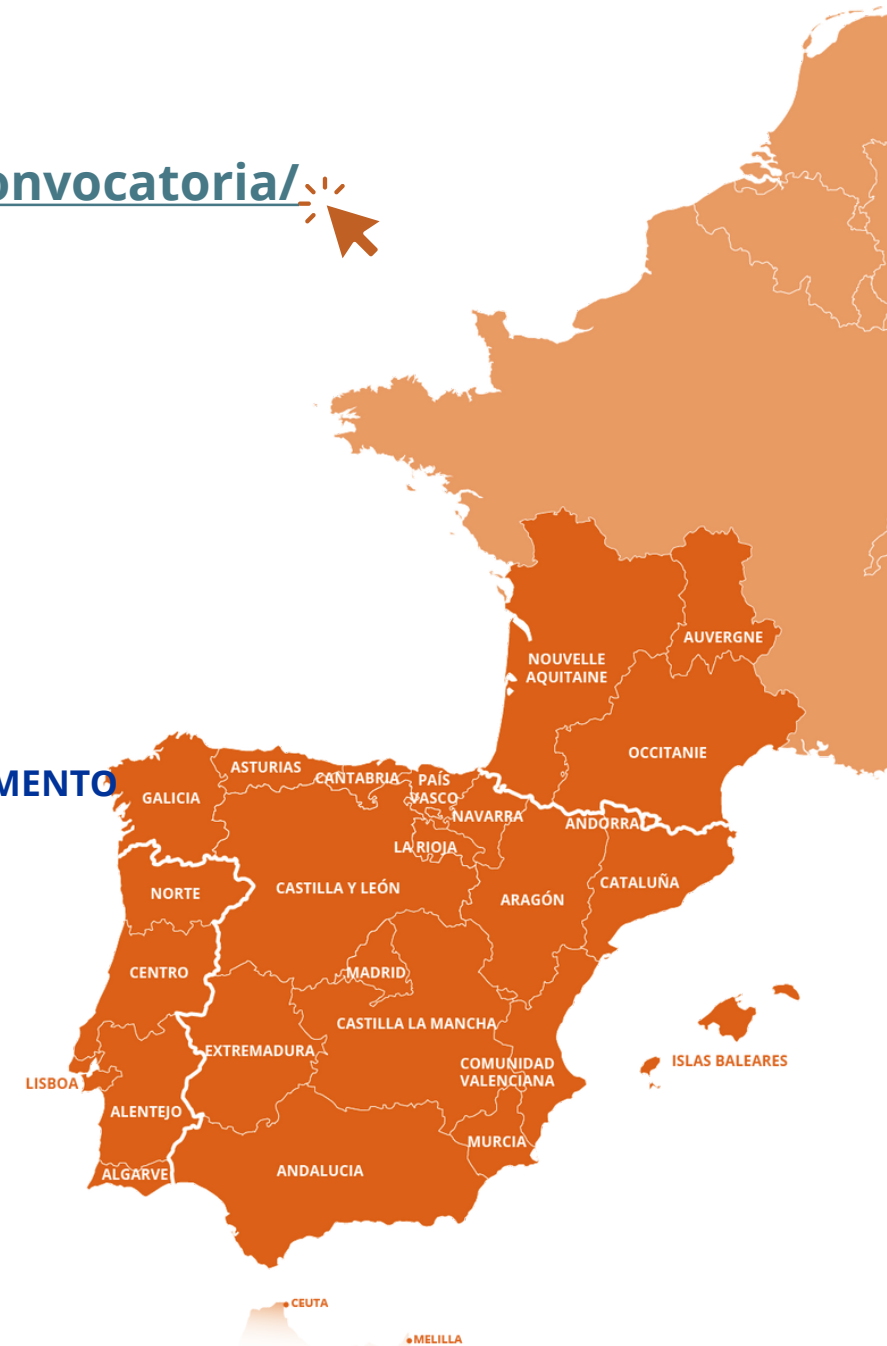 onvocatoria/
AUVERGNE
NOUVELLE
AQUITAINE
OCCITANIE
MENTO
ASTURIAS
CANTABRIA
PAÍS
VASCO
GALICIA
NAVARRA
ANDORRA
LA RIOJA
CATALUÑA
CASTILLA Y LEÓN
NORTE
ARAGÓN
CENTRO
MADRID
CASTILLA LA MANCHA
EXTREMADURA
COMUNIDAD
VALENCIANA
ISLAS BALEARES
LISBOA
ALENTEJO
MURCIA
ALGARVE
ANDALUCIA
CEUTA
MELILLA